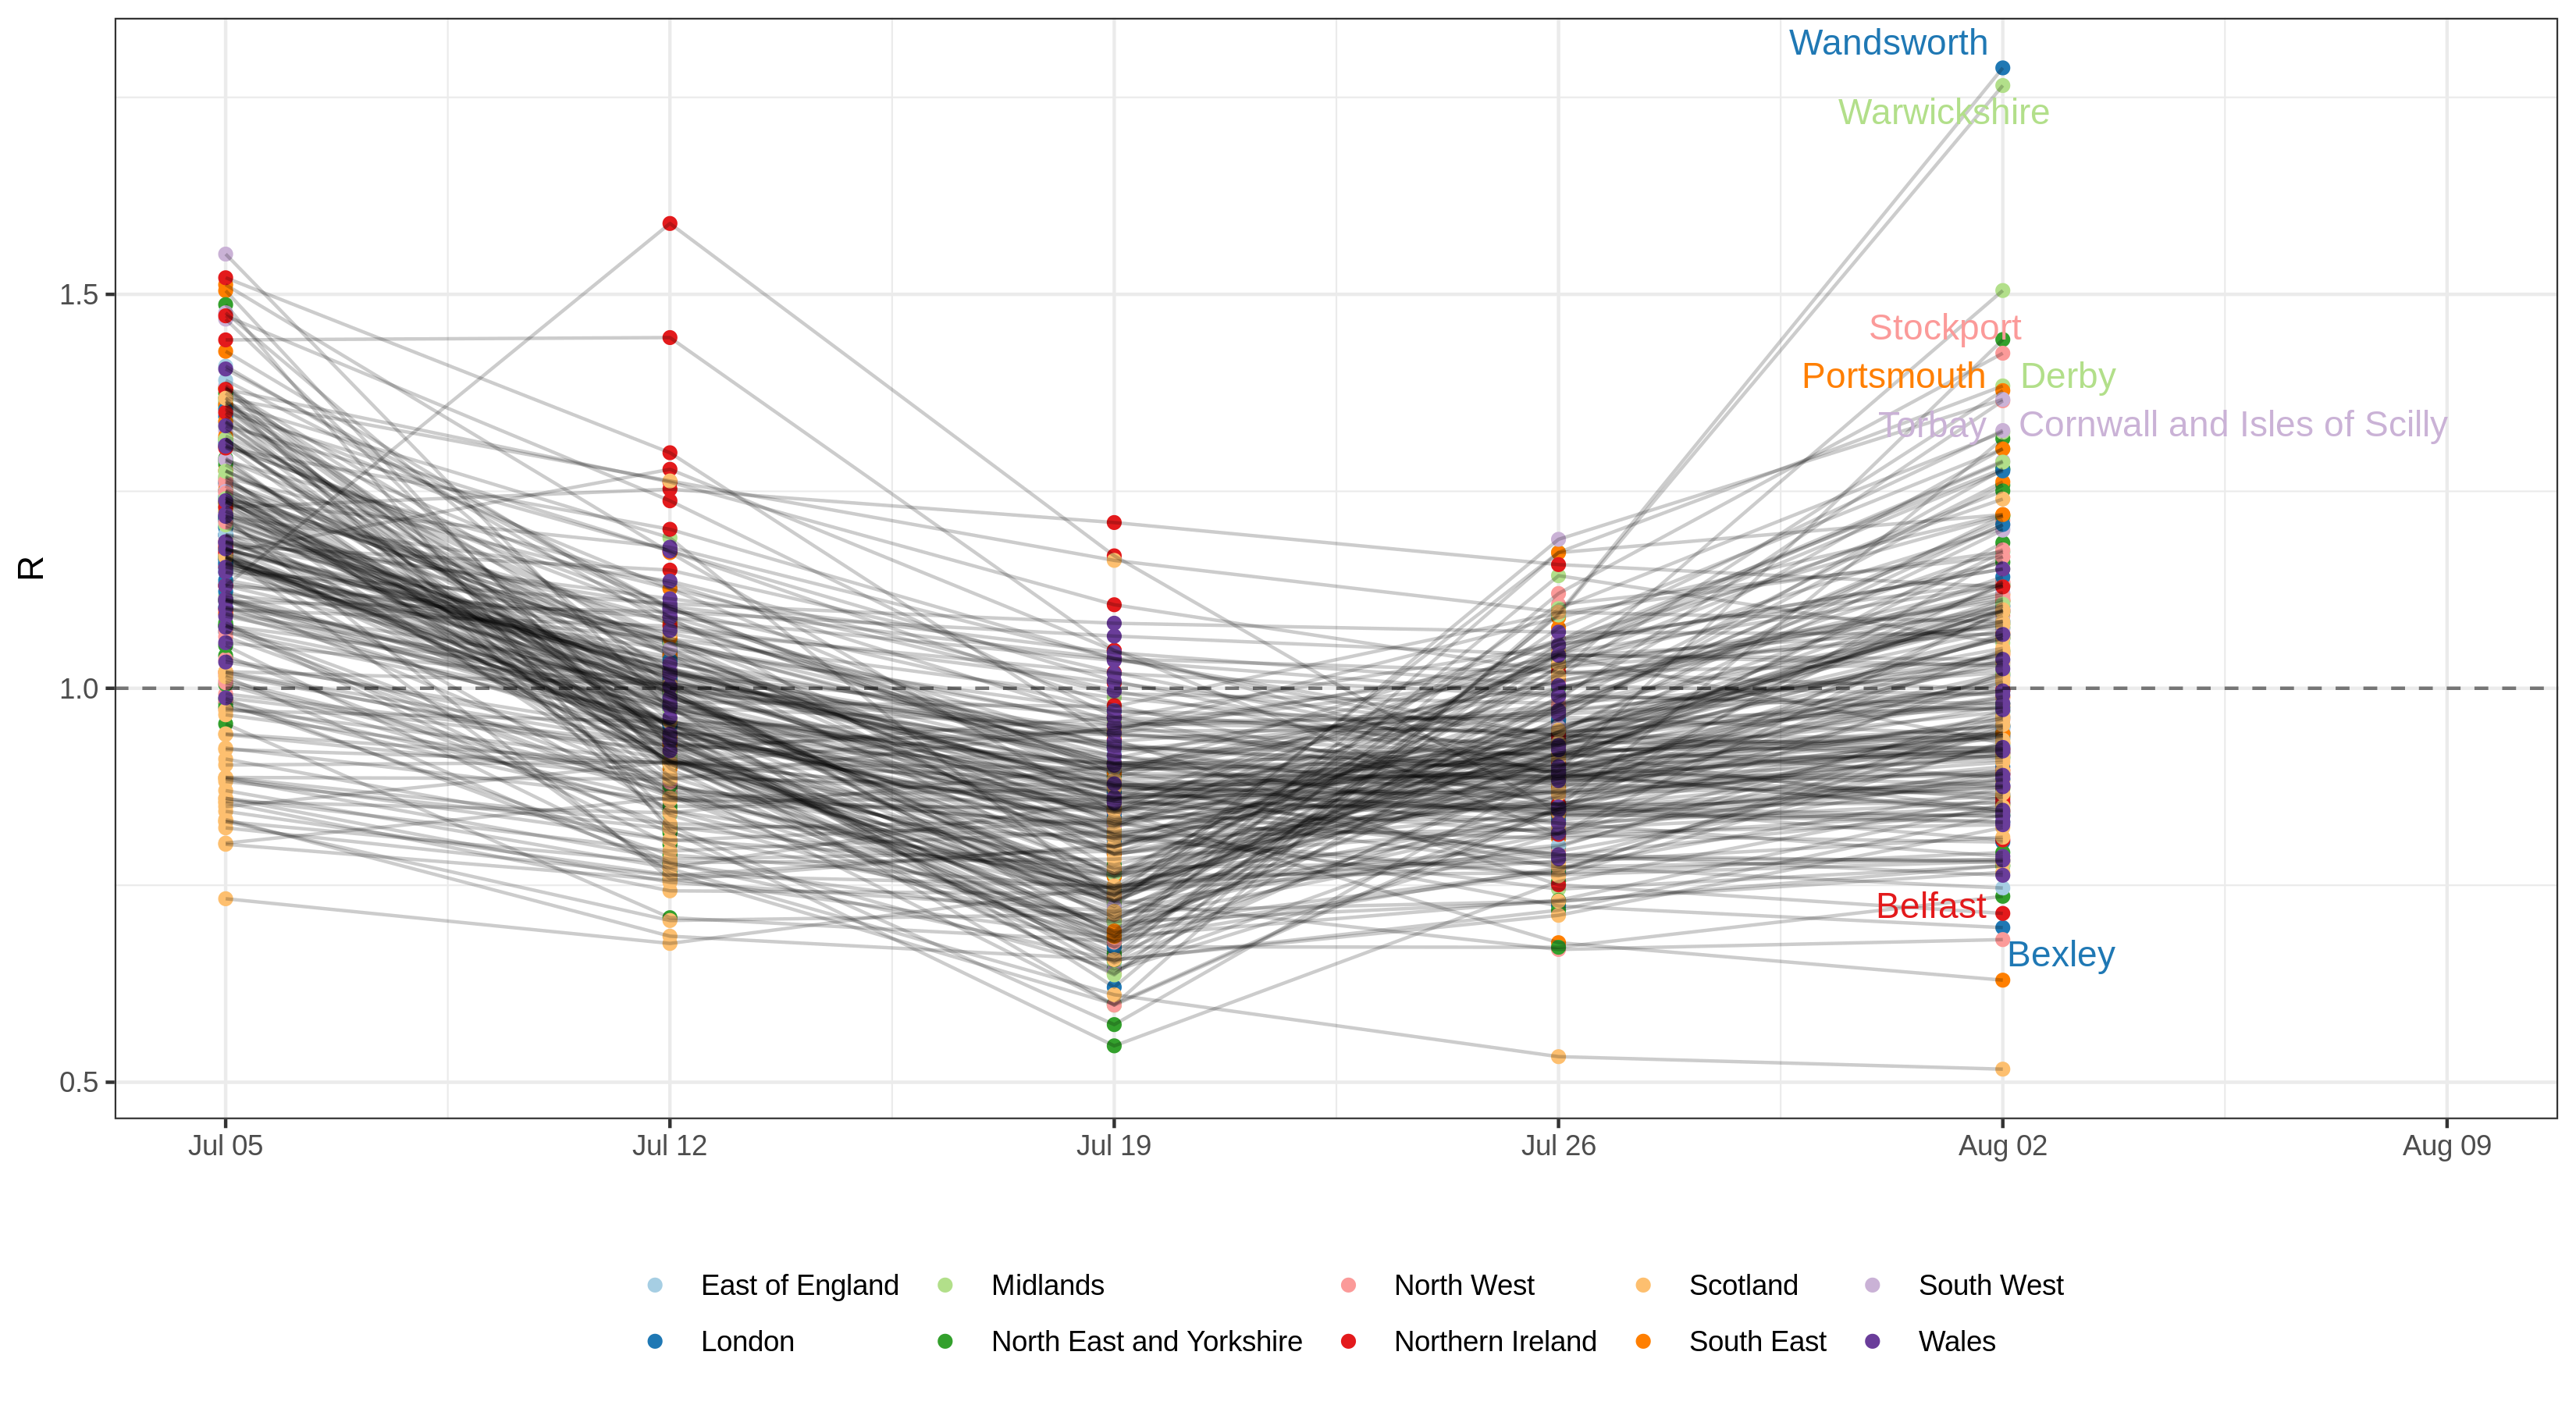 Wandsworth
Warwickshire
Stockport
Portsmouth Derby
Torbay Cornwall and Isles of Scilly
Belfast
Bexley
R
1.5
1.0
0.5
Jul 05 Jul 12 Jul 19 Jul 26 Aug 02 Aug 09
East of England Midlands North West Scotland South West
London North East and Yorkshire Northern Ireland South East Wales